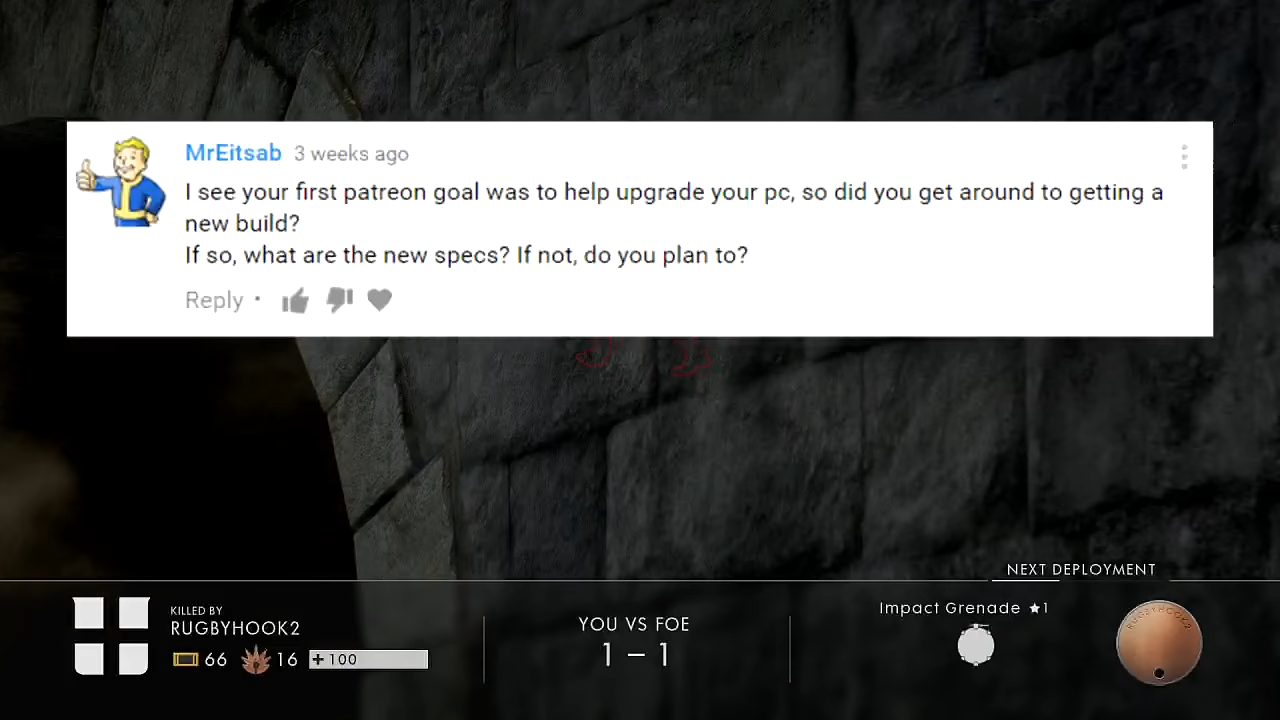 MrEitsab 3 weeks ago
I see your first patreon goal was to help upgrade your pc, so did you get around to getting a
new build?
If so, what are the new specs? If not, do you plan to?
Reply •
NEXT DEPLOYMENT
KILLED BY
RUGBYHOOK2
66 16 +100
YOU VS FOE
1 – 1
Impact Grenade ★1
RUGBYHOOK2